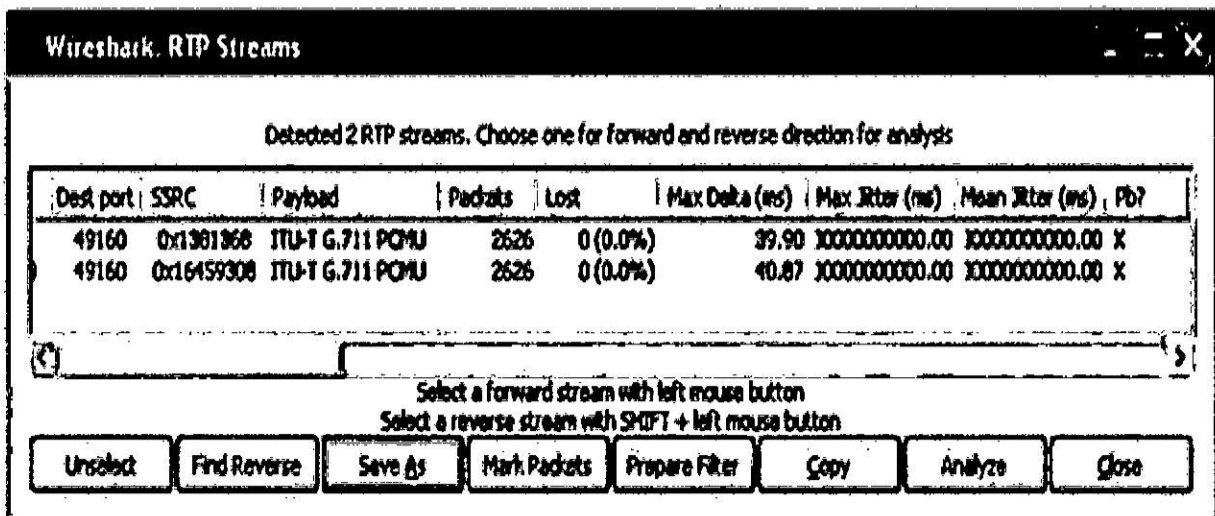 Wireshark: RTP Streams
Detected 2 RTP streams. Choose one for forward and reverse direction for analysis
Dest port SSRC Payload Packets Lost Max Delta (ms) Max Jitter (ms) Mean Jitter (ms) Pb?
49160 ITU-T G.711 PCMU 2626 0 (0.0%) 39.90 X
49160 0x16459308 ITU-T G.711 PCMU 2626 0 (0.0%) 40.87 X
Select a forward stream with left mouse button
Select a reverse stream with SHIFT + left mouse button
Unselect Find Reverse Save As Mark Packets Prepare Filter Copy Analyze Close